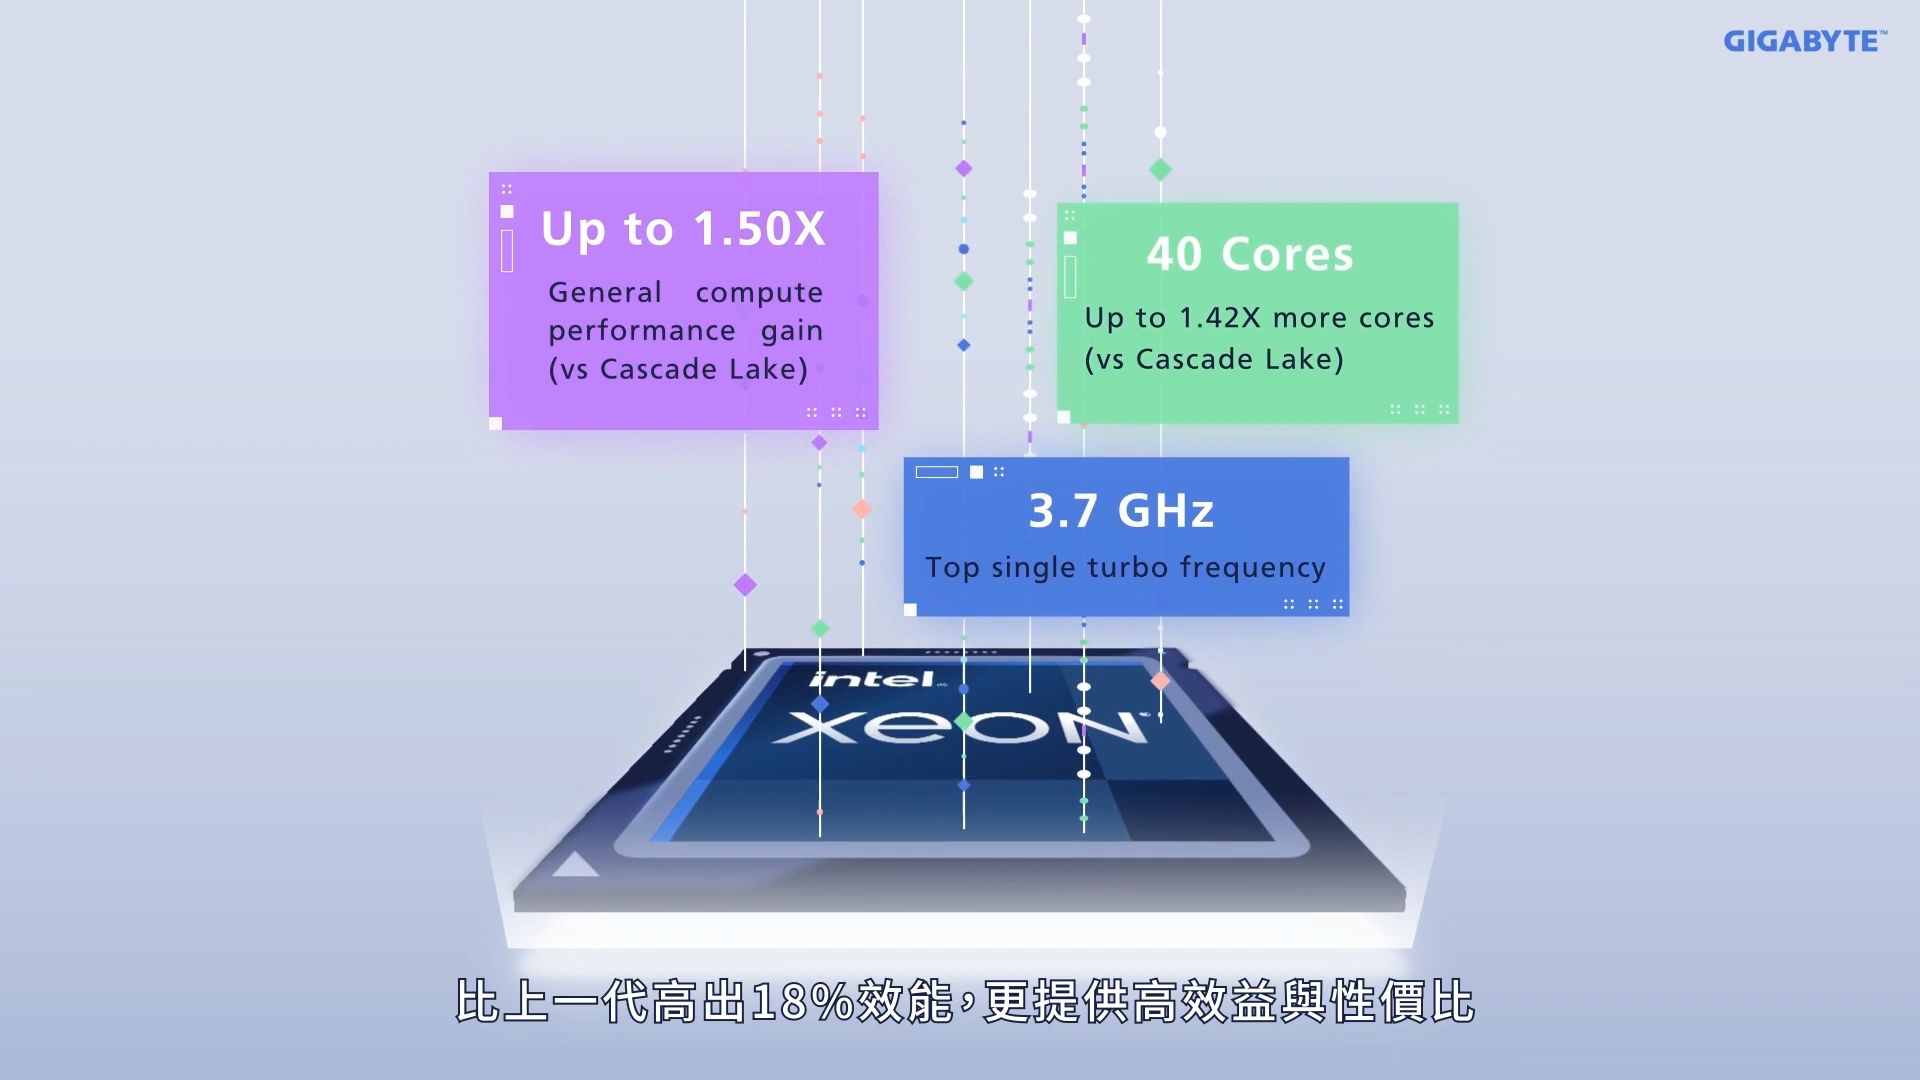 GIGABYTE™
Up to 1.50X
General compute
performance gain
(vs Cascade Lake)
40 Cores
Up to 1.42X more cores
(vs Cascade Lake)
3.7 GHz
Top single turbo frequency
intel
XEON
比上一代高出18%效能，更提供高效益與性價比